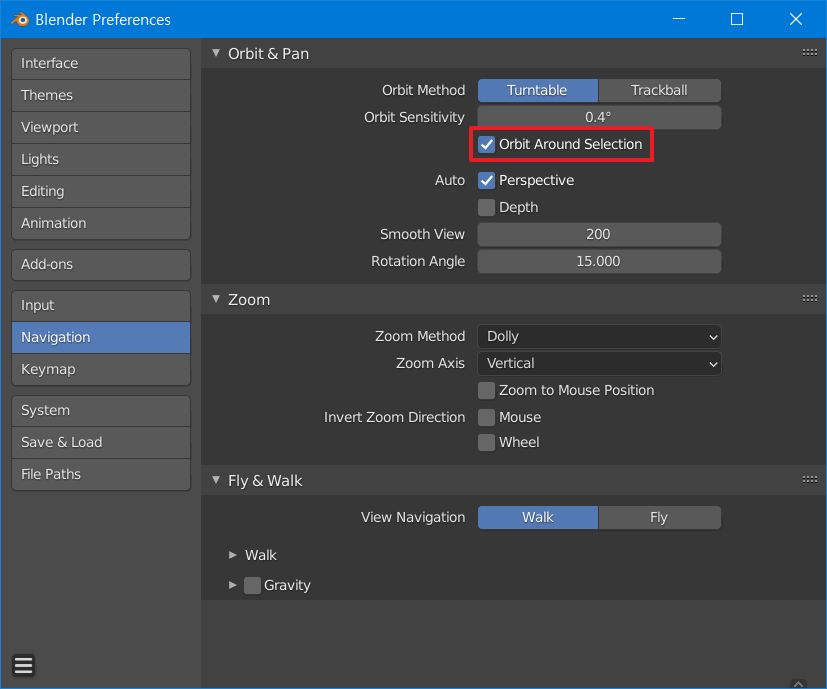 Blender Preferences
Interface
Themes
Viewport
Lights
Editing
Animation
Add-ons
Input
Navigation
Keymap
System
Save & Load
File Paths
Orbit & Pan
Orbit Method Turntable Trackball
Orbit Sensitivity 0.4°
Orbit Around Selection
Auto Perspective
Depth
Smooth View 200
Rotation Angle 15.000
Zoom
Zoom Method Dolly
Zoom Axis Vertical
Zoom to Mouse Position
Invert Zoom Direction Mouse
Wheel
Fly & Walk
View Navigation Walk Fly
Walk
Gravity